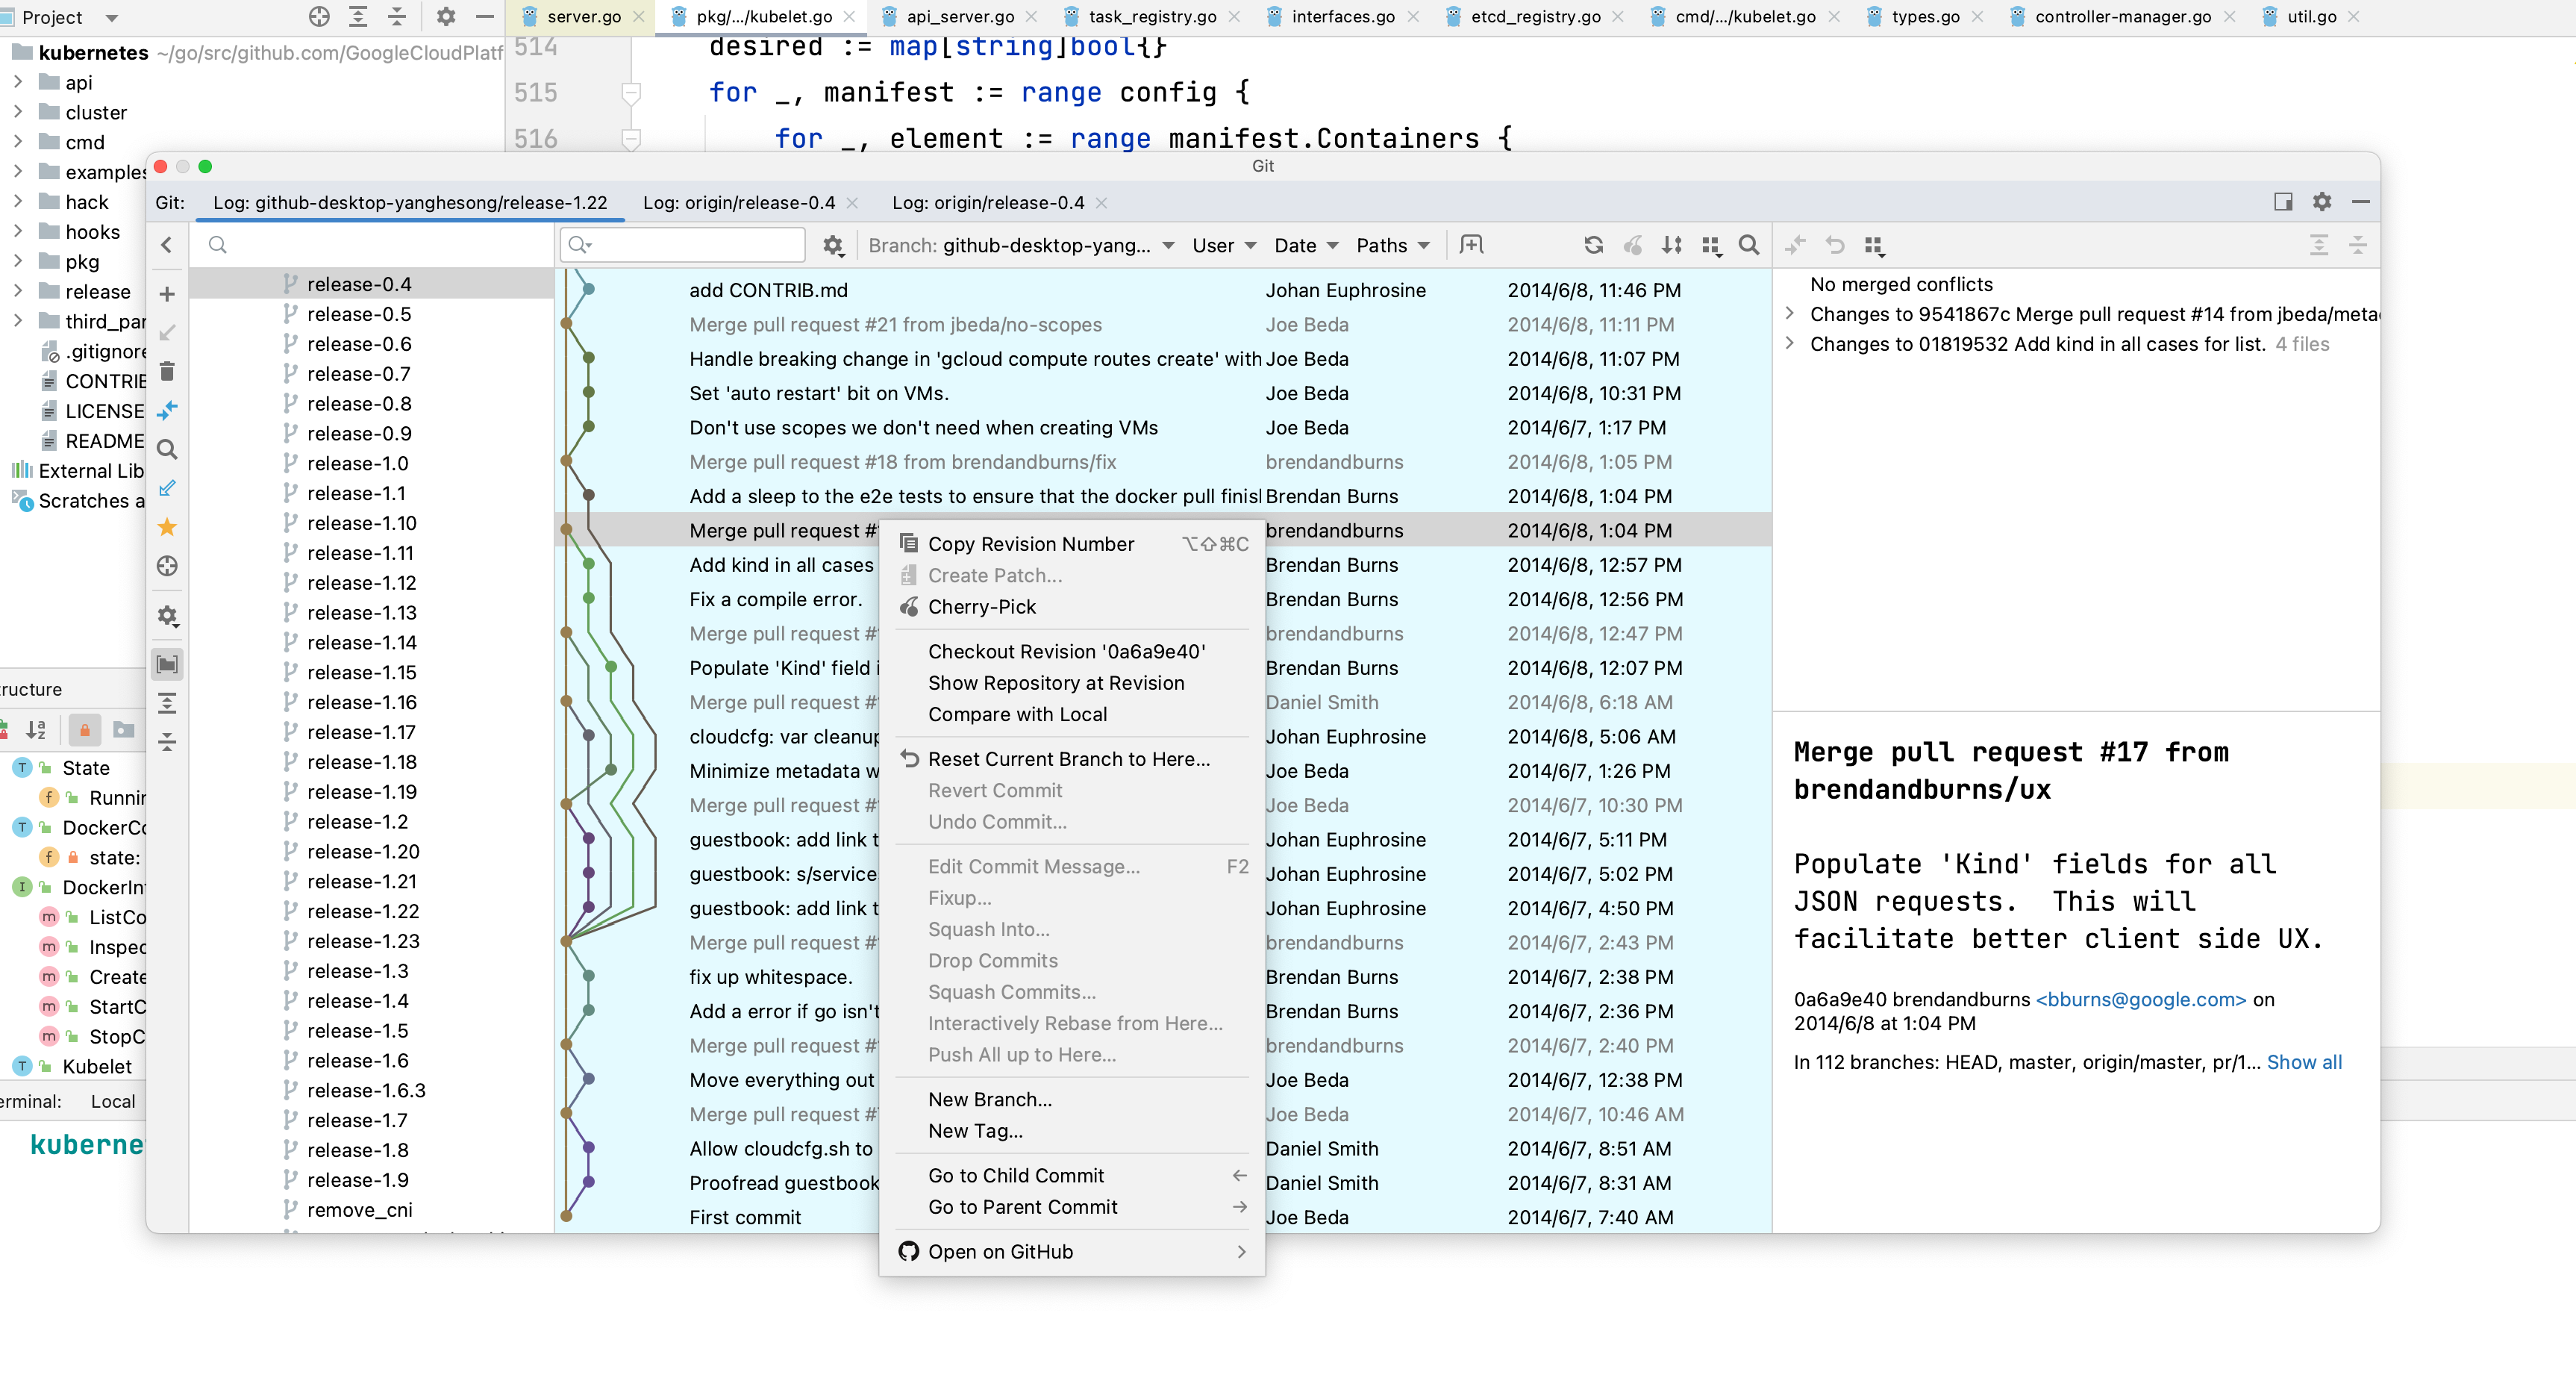 Project
server.go
pkg/.../kubelet.go
api_server.go
task_registry.go
interfaces.go
etcd_registry.go
cmd/.../kubelet.go
types.go
controller-manager.go
util.go
kubernetes ~/go/src/github.com/GoogleCloudPlatf
api
cluster
cmd
examples
hack
hooks
pkg
release
third_par
.gitignore
CONTRIB
LICENSE
README
External Lib
Scratches a
514 desired := map[string]bool{}
515 for _, manifest := range config {
516 for _, element := range manifest.Containers {
ructure
State
Runnin
DockerCo
state:
DockerInt
ListCo
Inspec
Create
StartC
StopC
Kubelet
erminal: Local
kuberne
Git
Git: Log: github-desktop-yanghesong/release-1.22 Log: origin/release-0.4 Log: origin/release-0.4
Branch: github-desktop-yang... User Date Paths
release-0.4
release-0.5
release-0.6
release-0.7
release-0.8
release-0.9
release-1.0
release-1.1
release-1.10
release-1.11
release-1.12
release-1.13
release-1.14
release-1.15
release-1.16
release-1.17
release-1.18
release-1.19
release-1.2
release-1.20
release-1.21
release-1.22
release-1.23
release-1.3
release-1.4
release-1.5
release-1.6
release-1.6.3
release-1.7
release-1.8
release-1.9
remove_cni
add CONTRIB.md Johan Euphrosine 2014/6/8, 11:46 PM
Merge pull request #21 from jbeda/no-scopes Joe Beda 2014/6/8, 11:11 PM
Handle breaking change in 'gcloud compute routes create' with Joe Beda 2014/6/8, 11:07 PM
Set 'auto restart' bit on VMs. Joe Beda 2014/6/8, 10:31 PM
Don't use scopes we don't need when creating VMs Joe Beda 2014/6/7, 1:17 PM
Merge pull request #18 from brendandburns/fix brendandburns 2014/6/8, 1:05 PM
Add a sleep to the e2e tests to ensure that the docker pull finish Brendan Burns 2014/6/8, 1:04 PM
Merge pull request # brendandburns 2014/6/8, 1:04 PM
Add kind in all cases Brendan Burns 2014/6/8, 12:57 PM
Fix a compile error. Brendan Burns 2014/6/8, 12:56 PM
Merge pull request # brendandburns 2014/6/8, 12:47 PM
Populate 'Kind' field i Brendan Burns 2014/6/8, 12:07 PM
Merge pull request # Daniel Smith 2014/6/8, 6:18 AM
cloudcfg: var cleanup Johan Euphrosine 2014/6/8, 5:06 AM
Minimize metadata w Joe Beda 2014/6/7, 1:26 PM
Merge pull request # Joe Beda 2014/6/7, 10:30 PM
guestbook: add link t Johan Euphrosine 2014/6/7, 5:11 PM
guestbook: s/service Johan Euphrosine 2014/6/7, 5:02 PM
guestbook: add link t Johan Euphrosine 2014/6/7, 4:50 PM
Merge pull request # brendandburns 2014/6/7, 2:43 PM
fix up whitespace. Brendan Burns 2014/6/7, 2:38 PM
Add a error if go isn't Brendan Burns 2014/6/7, 2:36 PM
Merge pull request # brendandburns 2014/6/7, 2:40 PM
Move everything out Joe Beda 2014/6/7, 12:38 PM
Merge pull request # Joe Beda 2014/6/7, 10:46 AM
Allow cloudcfg.sh to Daniel Smith 2014/6/7, 8:51 AM
Proofread guestbook Daniel Smith 2014/6/7, 8:31 AM
First commit Joe Beda 2014/6/7, 7:40 AM
Copy Revision Number ⌥⇧⌘C
Create Patch...
Cherry-Pick
Checkout Revision '0a6a9e40'
Show Repository at Revision
Compare with Local
Reset Current Branch to Here...
Revert Commit
Undo Commit...
Edit Commit Message... F2
Fixup...
Squash Into...
Drop Commits
Squash Commits...
Interactively Rebase from Here...
Push All up to Here...
New Branch...
New Tag...
Go to Child Commit ←
Go to Parent Commit →
Open on GitHub
No merged conflicts
Changes to 9541867c Merge pull request #14 from jbeda/meta
Changes to 01819532 Add kind in all cases for list. 4 files
Merge pull request #17 from
brendandburns/ux
Populate 'Kind' fields for all
JSON requests. This will
facilitate better client side UX.
0a6a9e40 brendandburns <bburns@google.com> on
2014/6/8 at 1:04 PM
In 112 branches: HEAD, master, origin/master, pr/1... Show all